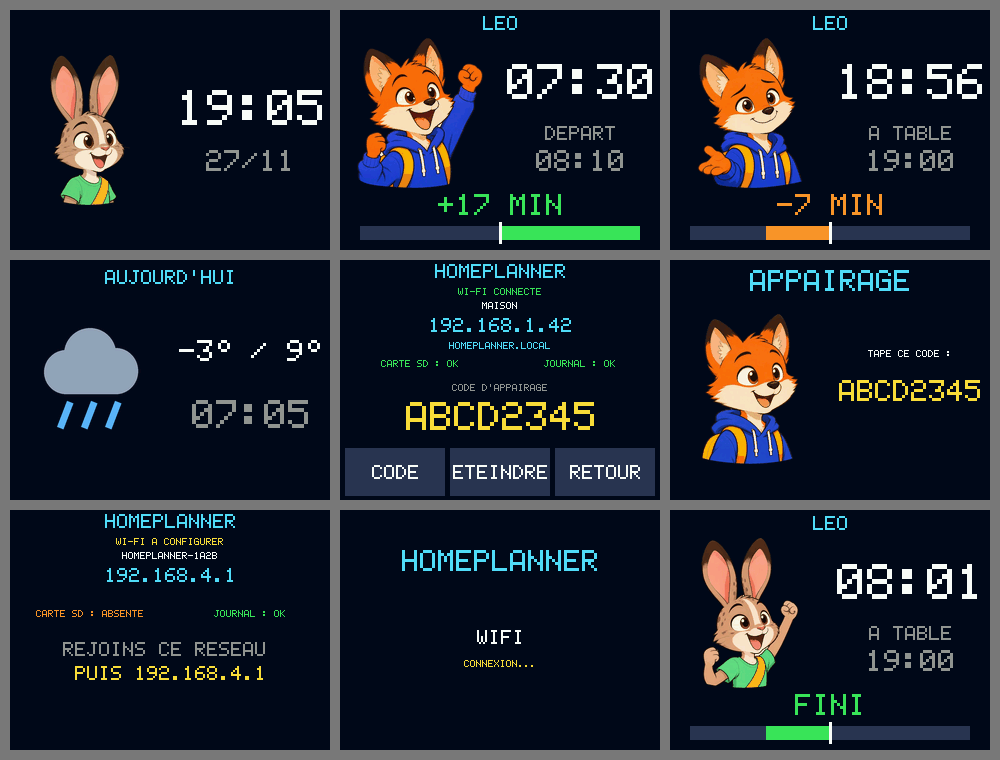 19:05
27/11
LEO
07:30
DEPART
08:10
+17 MIN
LEO
18:56
A TABLE
19:00
-7 MIN
AUJOURD'HUI
-3° / 9°
07:05
HOMEPLANNER
WI-FI CONNECTE
MAISON
192.168.1.42
HOMEPLANNER.LOCAL
CARTE SD : OK JOURNAL : OK
CODE D'APPAIRAGE
ABCD2345
CODE ETEINDRE RETOUR
APPAIRAGE
TAPE CE CODE :
ABCD2345
HOMEPLANNER
WI-FI A CONFIGURER
HOMEPLANNER-1A2B
192.168.4.1
CARTE SD : ABSENTE JOURNAL : OK
REJOINS CE RESEAU
PUIS 192.168.4.1
HOMEPLANNER
WIFI
CONNEXION...
LEO
08:01
A TABLE
19:00
FINI